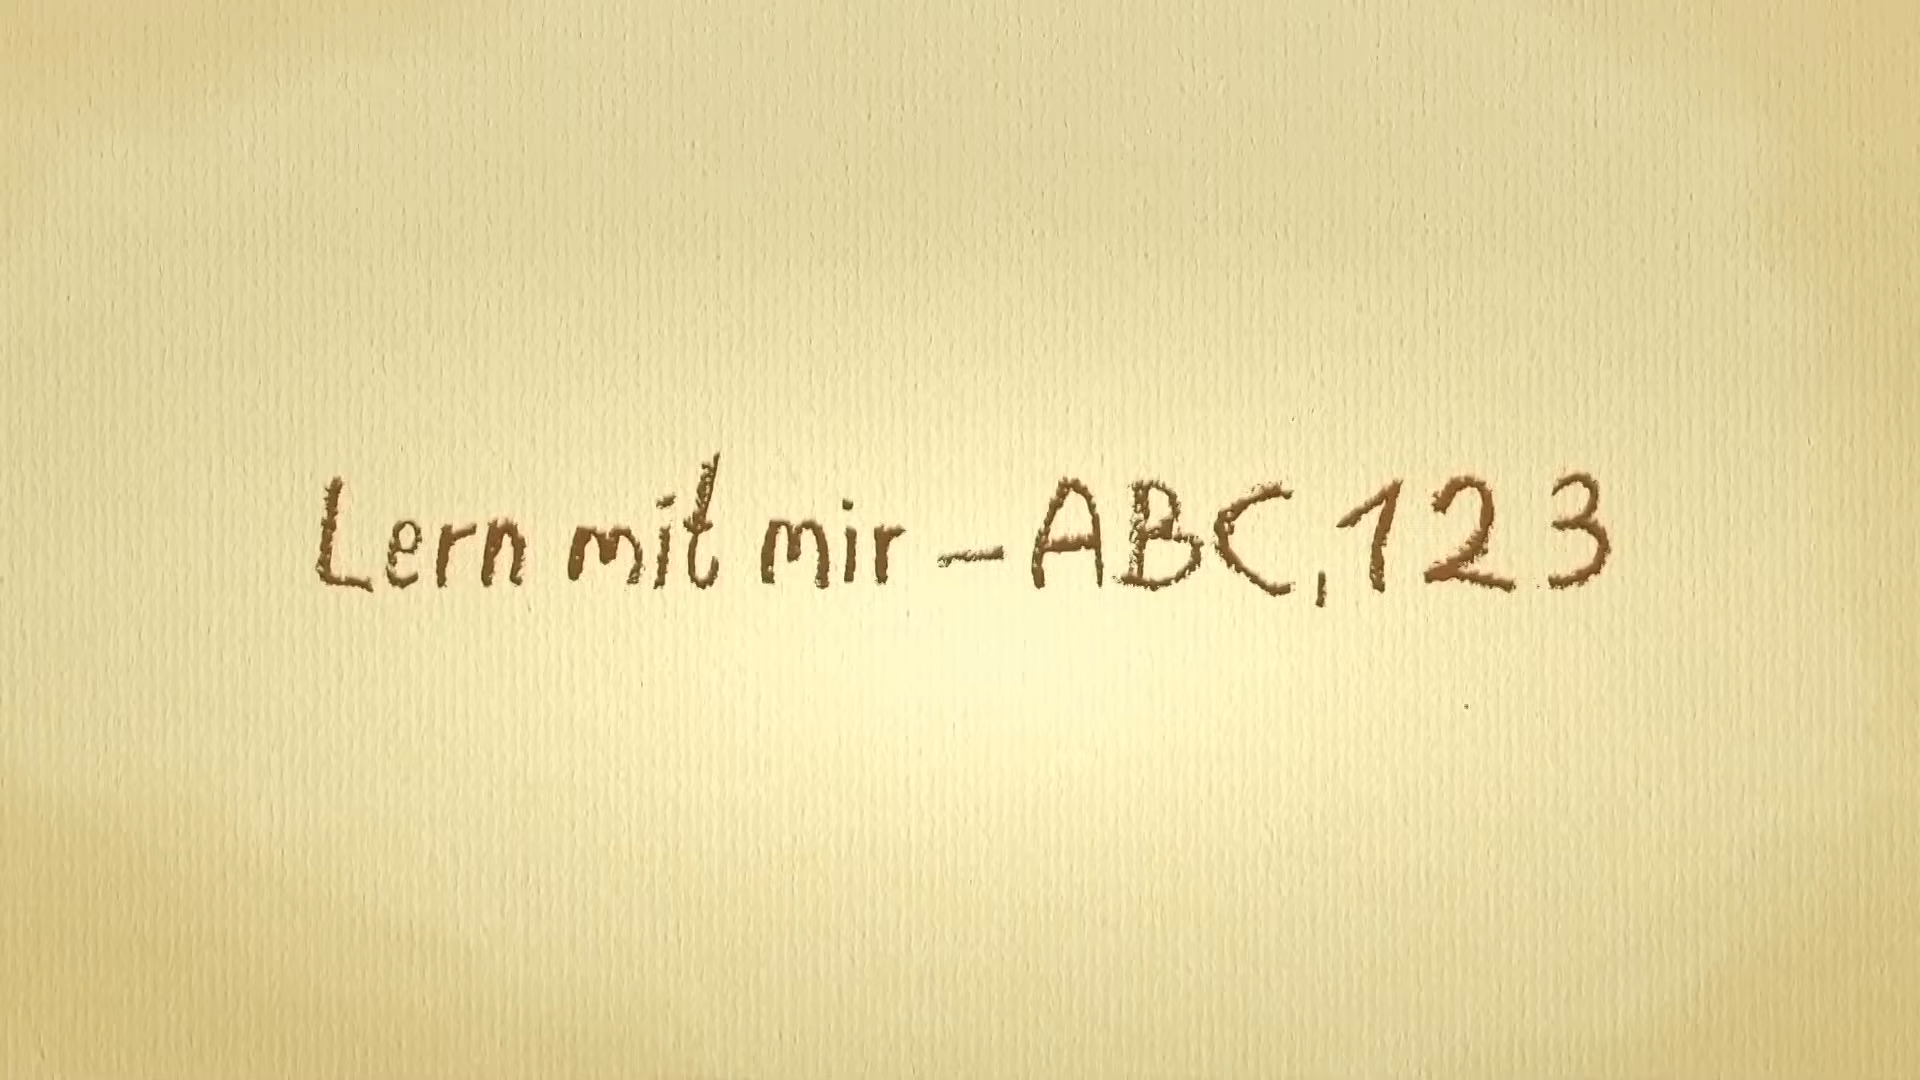 Lern mit mir – ABC, 123